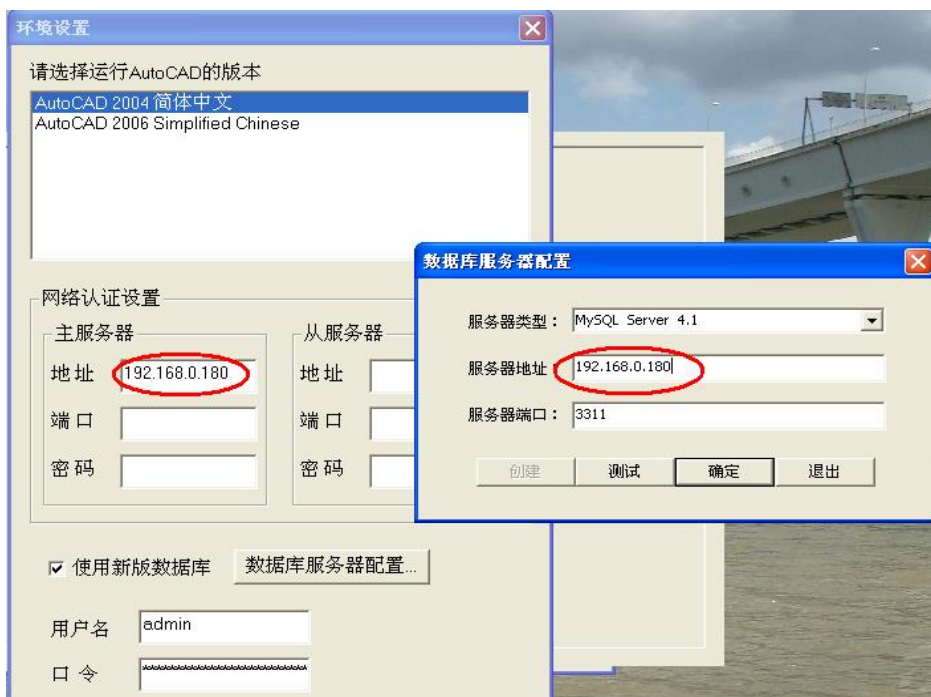 环境设置
请选择运行AutoCAD的版本
AutoCAD 2004 简体中文
AutoCAD 2006 Simplified Chinese
网络认证设置
主服务器
地址 192.168.0.180
端口
密码
从服务器
地址
端口
密码
使用新版数据库 数据库服务器配置...
用户名 admin
口令 ****************************
数据库服务器配置
服务器类型： MySQL Server 4.1
服务器地址： 192.168.0.180
服务器端口： 3311
创建 测试 确定 退出